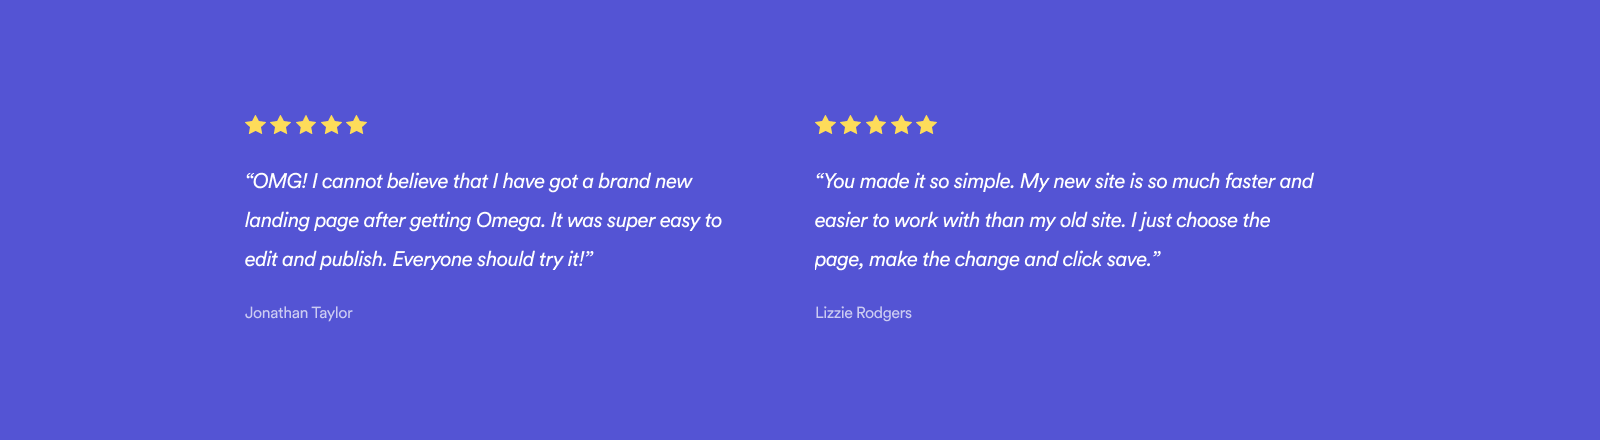 “OMG! I cannot believe that I have got a brand new
landing page after getting Omega. It was super easy to
edit and publish. Everyone should try it!”
Jonathan Taylor
“You made it so simple. My new site is so much faster and
easier to work with than my old site. I just choose the
page, make the change and click save.”
Lizzie Rodgers